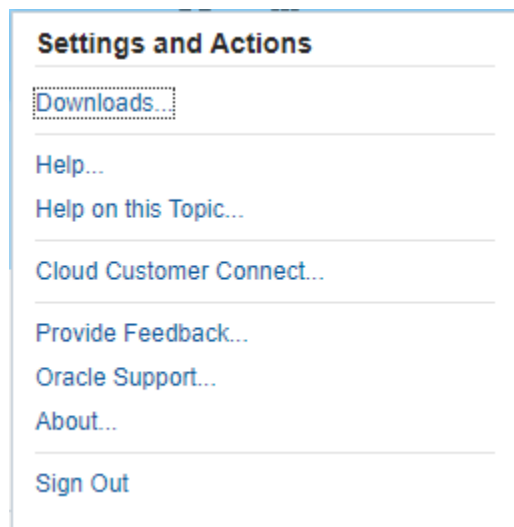 Settings and Actions
Downloads...
Help...
Help on this Topic...
Cloud Customer Connect...
Provide Feedback...
Oracle Support...
About...
Sign Out